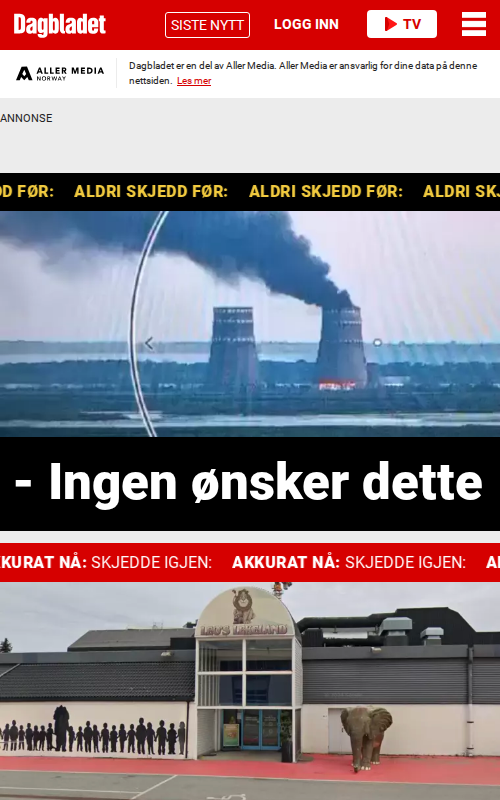 Dagbladet
SISTE NYTT
LOGG INN
TV
ALLER MEDIA
NORWAY
Dagbladet er en del av Aller Media. Aller Media er ansvarlig for dine data på denne
nettsiden. Les mer
ANNONSE
DD FØR: ALDRI SKJEDD FØR: ALDRI SKJEDD FØR: ALDRI SKJ
- Ingen ønsker dette
KURAT NÅ: SKJEDDE IGJEN: AKKURAT NÅ: SKJEDDE IGJEN: A
LEO'S LEKELAND